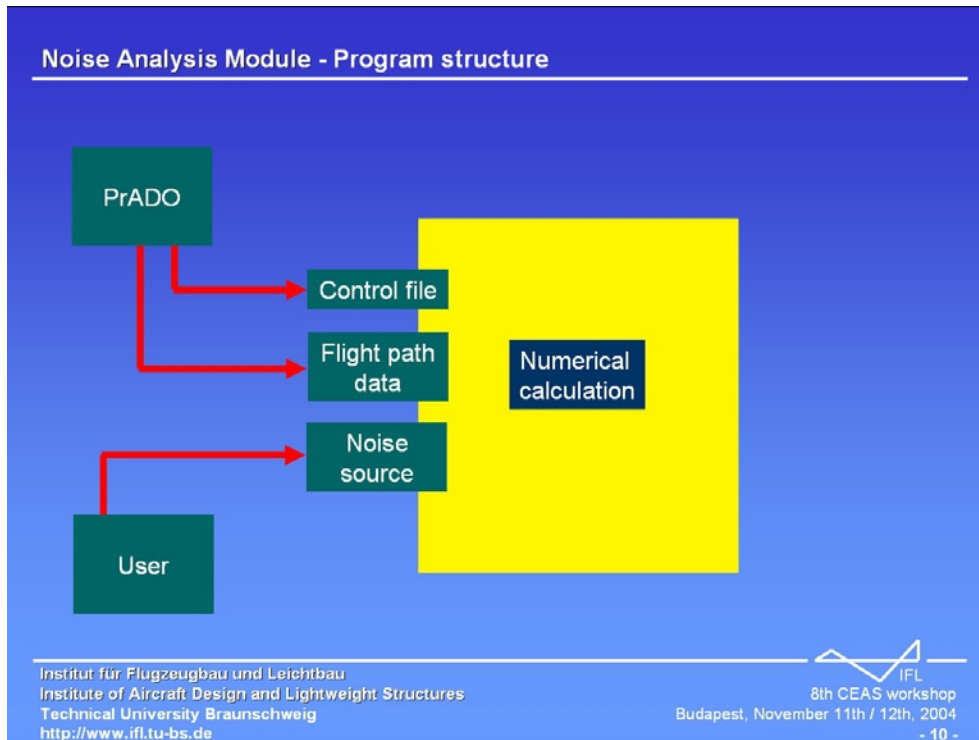 Noise Analysis Module - Program structure
PrADO
Control file
Flight path
data
Numerical
calculation
Noise
source
User
Institut für Flugzeugbau und Leichtbau
Institute of Aircraft Design and Lightweight Structures
Technical University Braunschweig
http://www.ifl.tu-bs.de
IFL
8th CEAS workshop
Budapest, November 11th / 12th, 2004
- 10 -